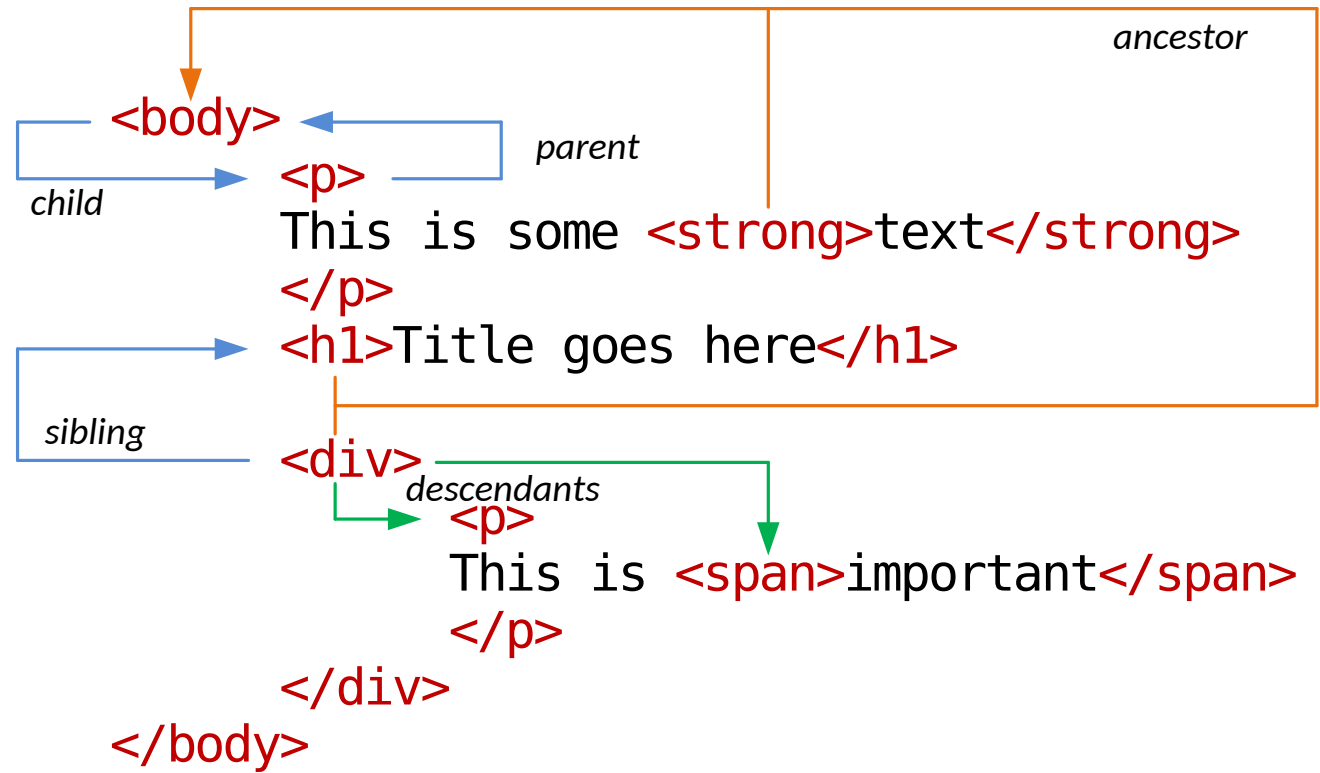 ancestor
<body>
parent
<p>
child
This is some <strong>text</strong>
</p>
<h1>Title goes here</h1>
sibling
<div>
descendants
<p>
This is <span>important</span>
</p>
</div>
</body>